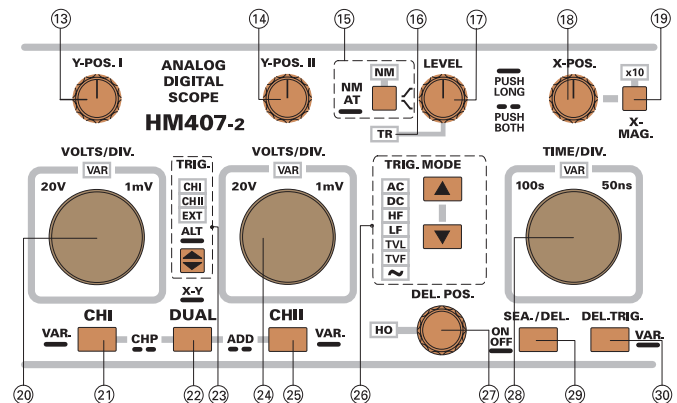 13 14 15 16 17 18 19
Y-POS. I
ANALOG
DIGITAL
SCOPE
HM407-2
Y-POS. II
NM
AT
NM
LEVEL
TR
PUSH
LONG
PUSH
BOTH
X-POS.
x10
X-
MAG.
VOLTS/DIV.
VAR
20V 1mV
TRIG.
CHI
CHII
EXT
ALT
VOLTS/DIV.
VAR
20V 1mV
TRIG. MODE
AC
DC
HF
LF
TVL
TVF
~
TIME/DIV.
VAR
100s 50ns
X-Y
VAR. CHI CHP DUAL ADD CHII VAR.
HO
DEL. POS.
ON
OFF
SEA./DEL.
DEL.TRIG.
VAR.
20 21 22 23 24 25 26 27 28 29 30